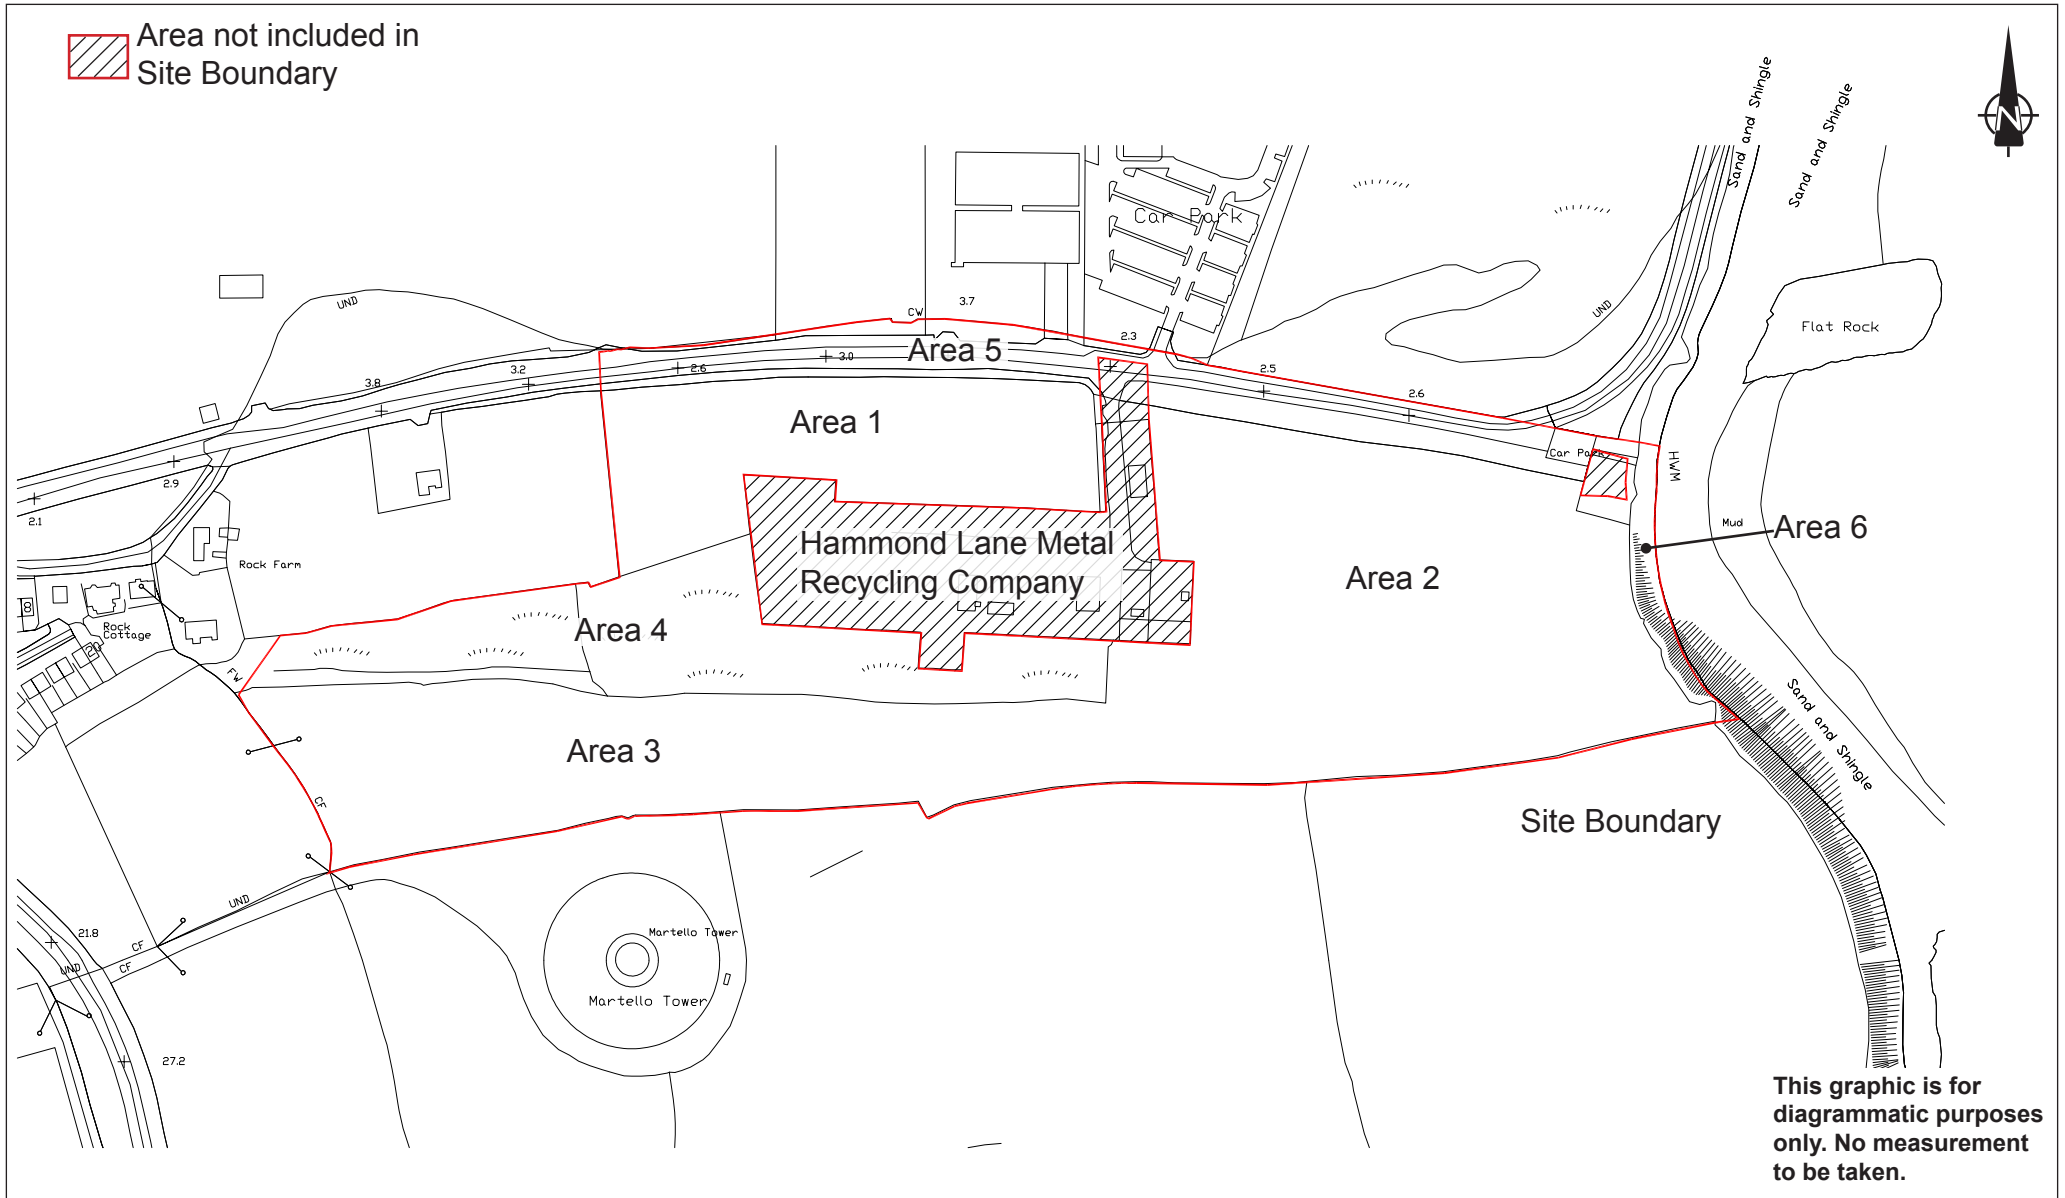 Area not included in
Site Boundary
N
Sand and Shingle
Sand and Shingle
Car Park
UND
CW
3.7
UND
Flat Rock
2.3
Area 5
3.0
2.6
3.2
3.8
2.5
2.6
Area 1
Car Park
HWM
2.9
2.1
Mud
Area 6
Hammond Lane Metal
Recycling Company
Rock Farm
Area 2
Rock
Cottage
20
Area 4
FW
Sand and Shingle
Area 3
CF
Site Boundary
UND
21.8
CF
UND
CF
Martello Tower
Martello Tower
27.2
This graphic is for
diagrammatic purposes
only. No measurement
to be taken.